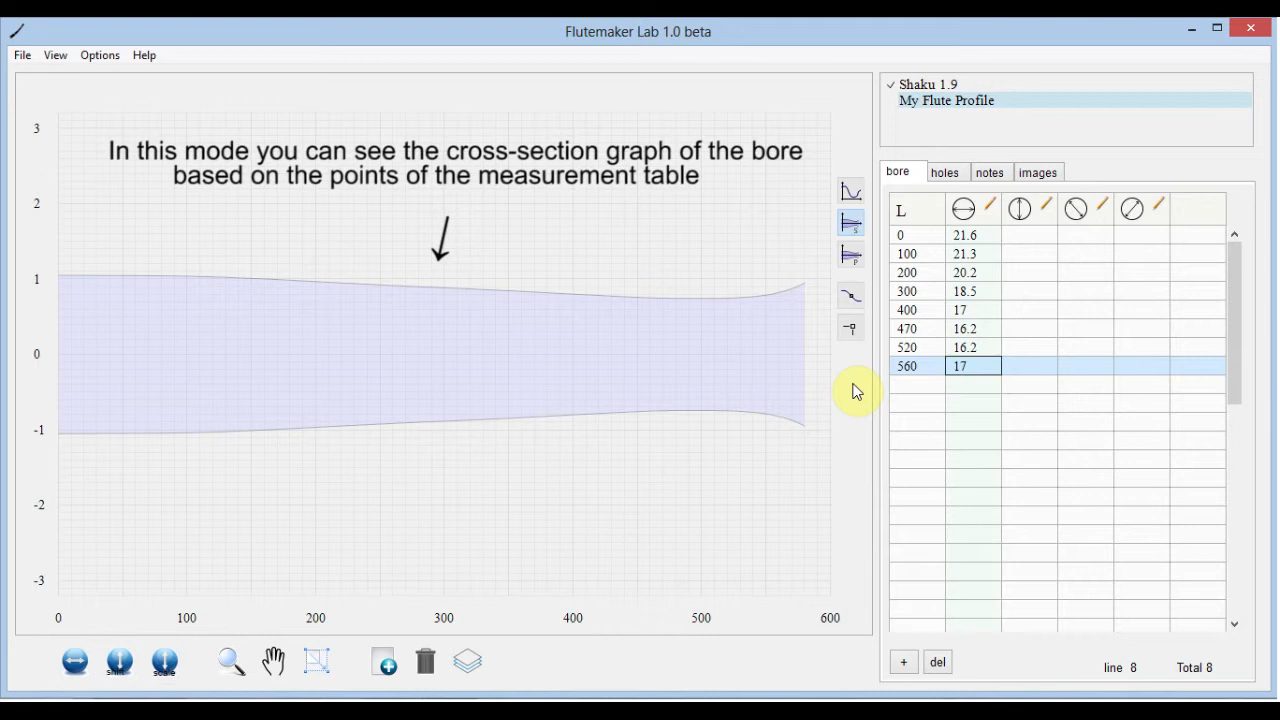 Flutemaker Lab 1.0 beta
File View Options Help
In this mode you can see the cross-section graph of the bore
based on the points of the measurement table
3
2
1
0
-1
-2
-3
0 100 200 300 400 500 600
S
P
shift
scale
✓ Shaku 1.9
My Flute Profile
bore holes notes images
L
0 21.6
100 21.3
200 20.2
300 18.5
400 17
470 16.2
520 16.2
560 17
+ del line 8 Total 8